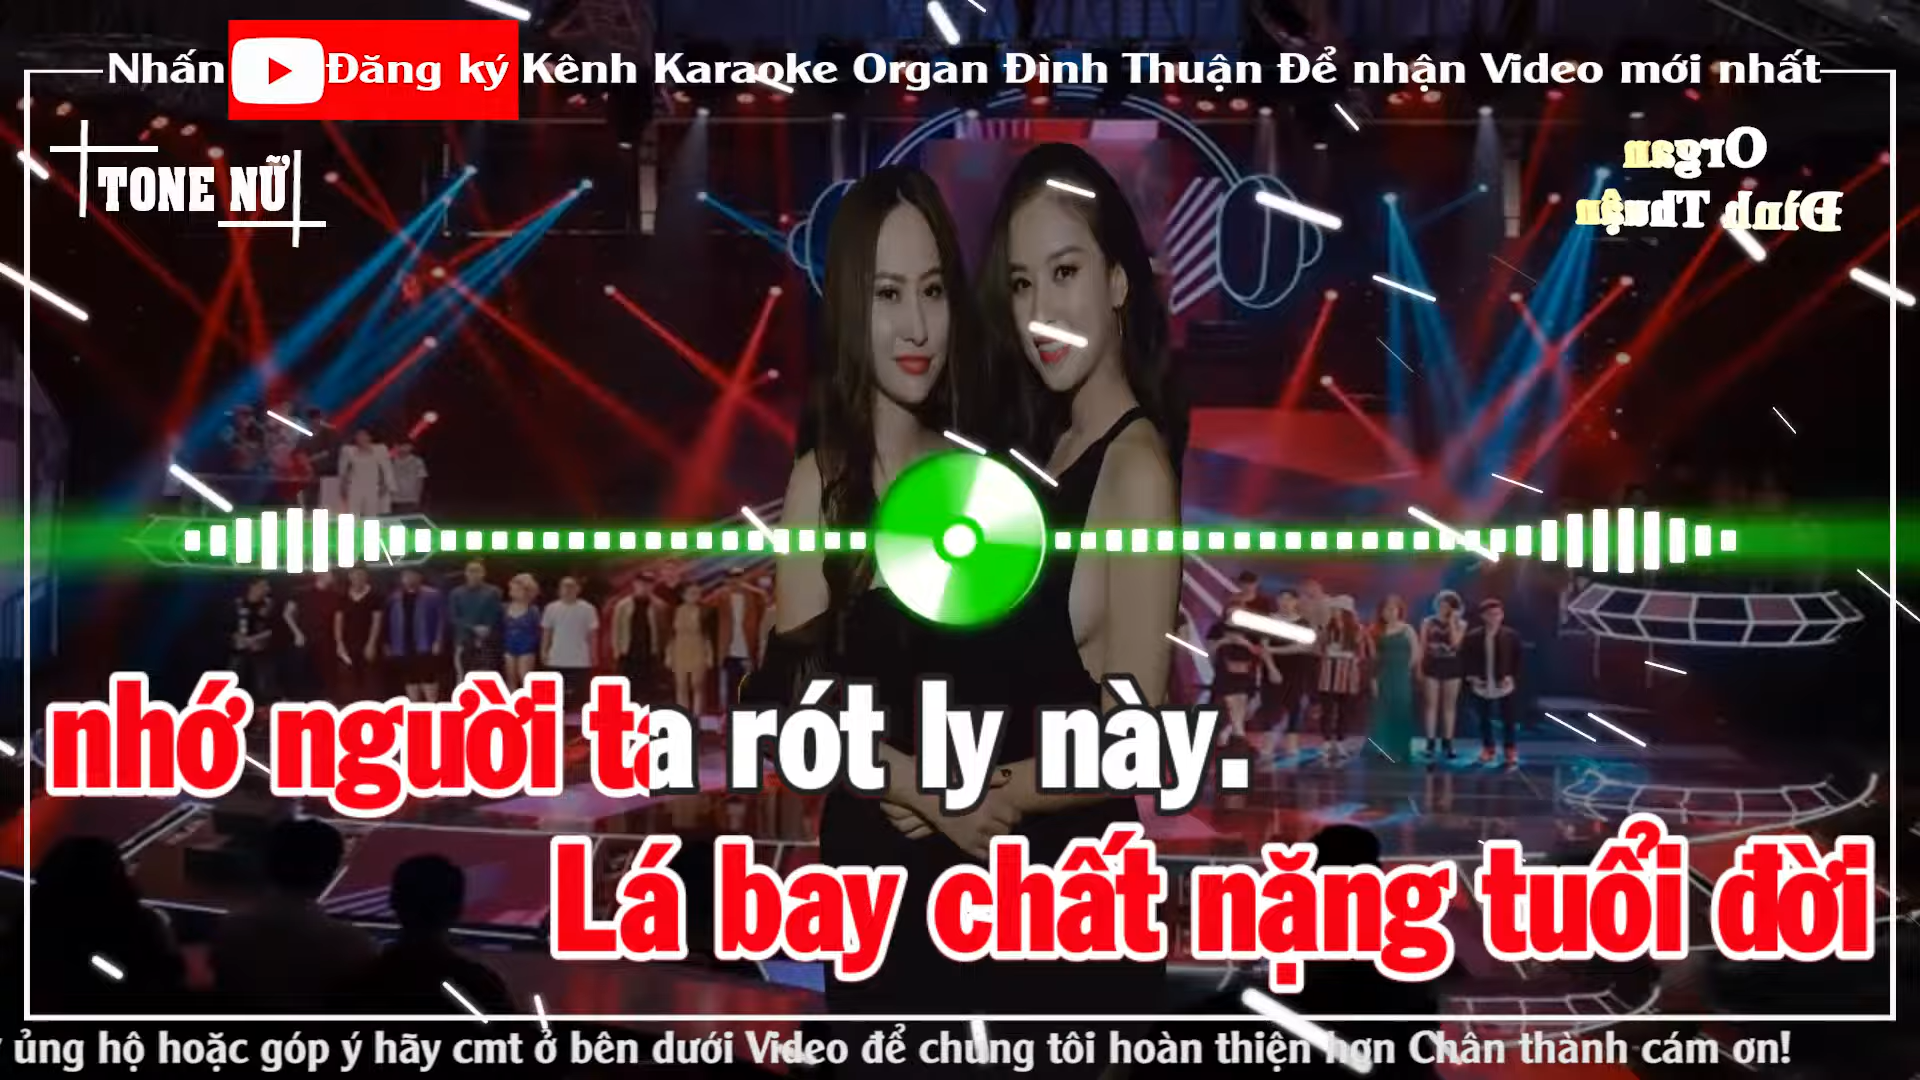 Nhấn Đăng ký Kênh Karaoke Organ Đình Thuận Để nhận Video mới nhất
TONE NỮ
Organ
Đình Thuận
nhớ người ta rót ly này.
Lá bay chất nặng tuổi đời
ủng hộ hoặc góp ý hãy cmt ở bên dưới Video để chúng tôi hoàn thiện hơn Chân thành cám ơn!